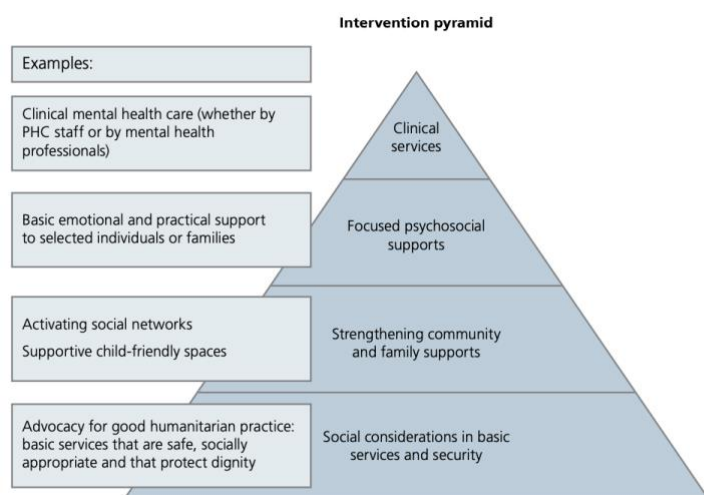 Intervention pyramid
Examples:
Clinical mental health care (whether by
PHC staff or by mental health
professionals)
Clinical
services
Basic emotional and practical support
to selected individuals or families
Focused psychosocial
supports
Activating social networks
Supportive child-friendly spaces
Strengthening community
and family supports
Advocacy for good humanitarian practice:
basic services that are safe, socially
appropriate and that protect dignity
Social considerations in basic
services and security